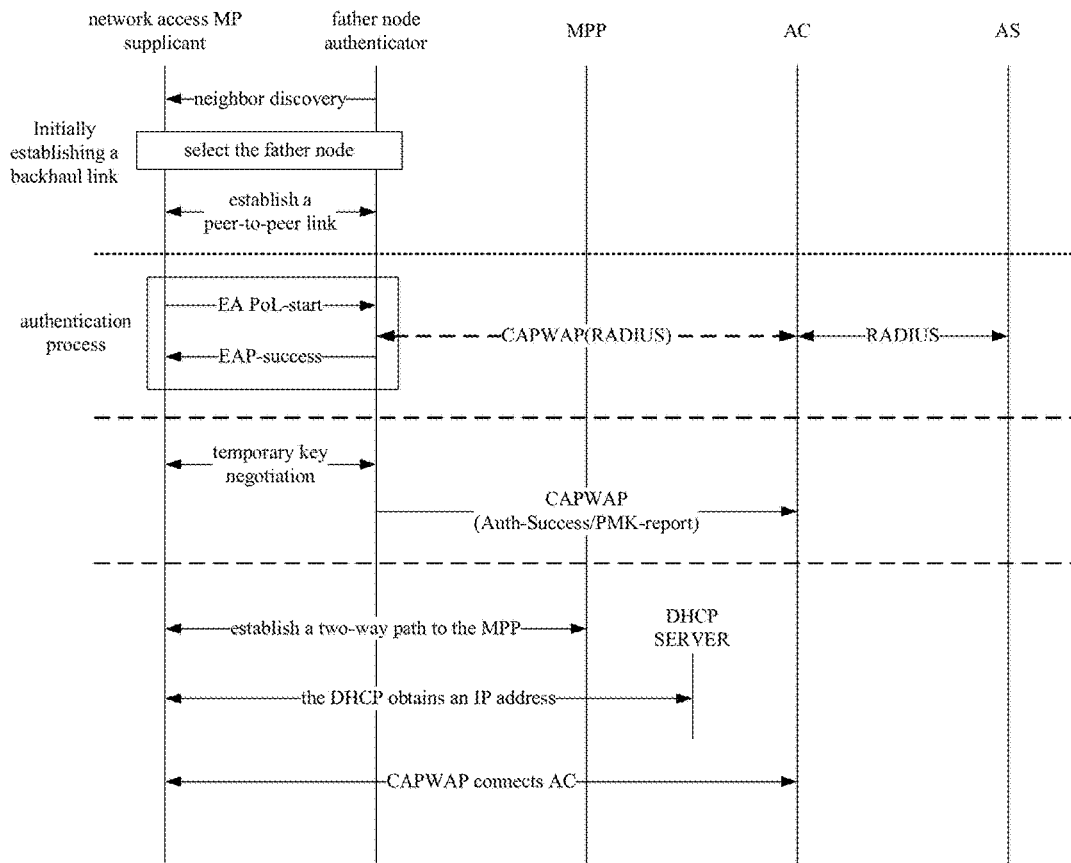 network access MP
supplicant
father node
authenticator
MPP
AC
AS
neighbor discovery
Initially
establishing a
backhaul link
select the father node
establish a
peer-to-peer link
authentication
process
EA PoL-start
CAPWAP(RADIUS)
RADIUS
EAP-success
temporary key
negotiation
CAPWAP
(Auth-Success/PMK-report)
establish a two-way path to the MPP
DHCP
SERVER
the DHCP obtains an IP address
CAPWAP connects AC